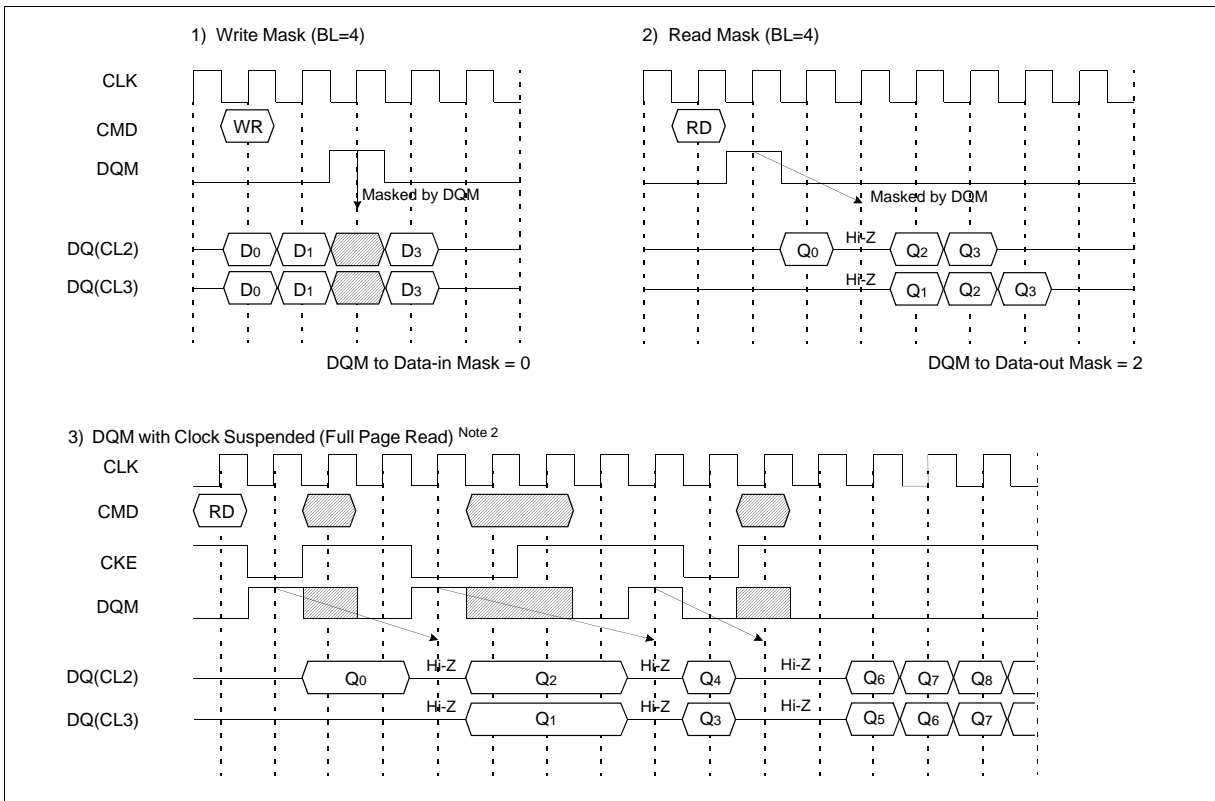 1) Write Mask (BL=4)
2) Read Mask (BL=4)
CLK
CMD
WR
RD
DQM
Masked by DQM
Masked by DQM
DQ(CL2)
D0 D1 D3
Q0 Hi-Z Q2 Q3
DQ(CL3)
D0 D1 D3
Hi-Z Q1 Q2 Q3
DQM to Data-in Mask = 0
DQM to Data-out Mask = 2
3) DQM with Clock Suspended (Full Page Read) Note 2
CLK
CMD
RD
CKE
DQM
DQ(CL2)
Q0 Hi-Z Q2 Hi-Z Q4 Hi-Z Q6 Q7 Q8
DQ(CL3)
Hi-Z Q1 Hi-Z Q3 Hi-Z Q5 Q6 Q7